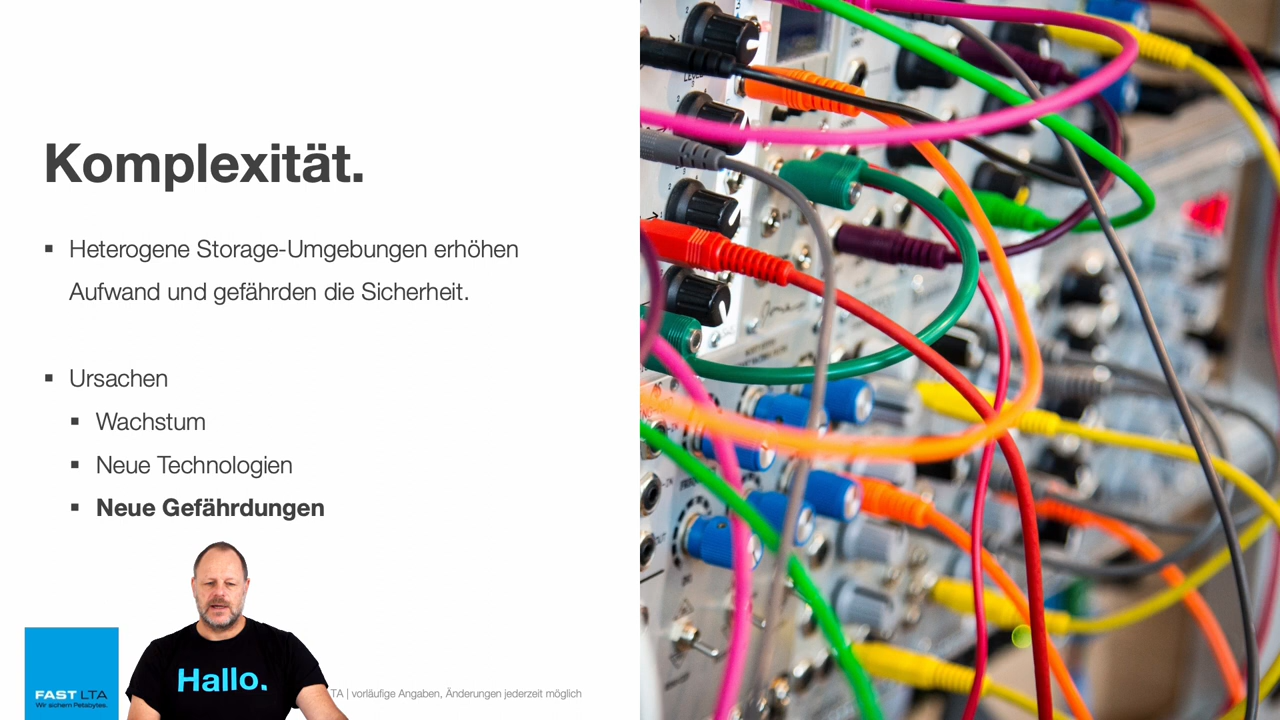 Komplexität.
▪ Heterogene Storage-Umgebungen erhöhen
Aufwand und gefährden die Sicherheit.
▪ Ursachen
▪ Wachstum
▪ Neue Technologien
▪ Neue Gefährdungen
Hallo.
FAST LTA
Wir sichern Petabytes.
TA | vorläufige Angaben, Änderungen jederzeit möglich